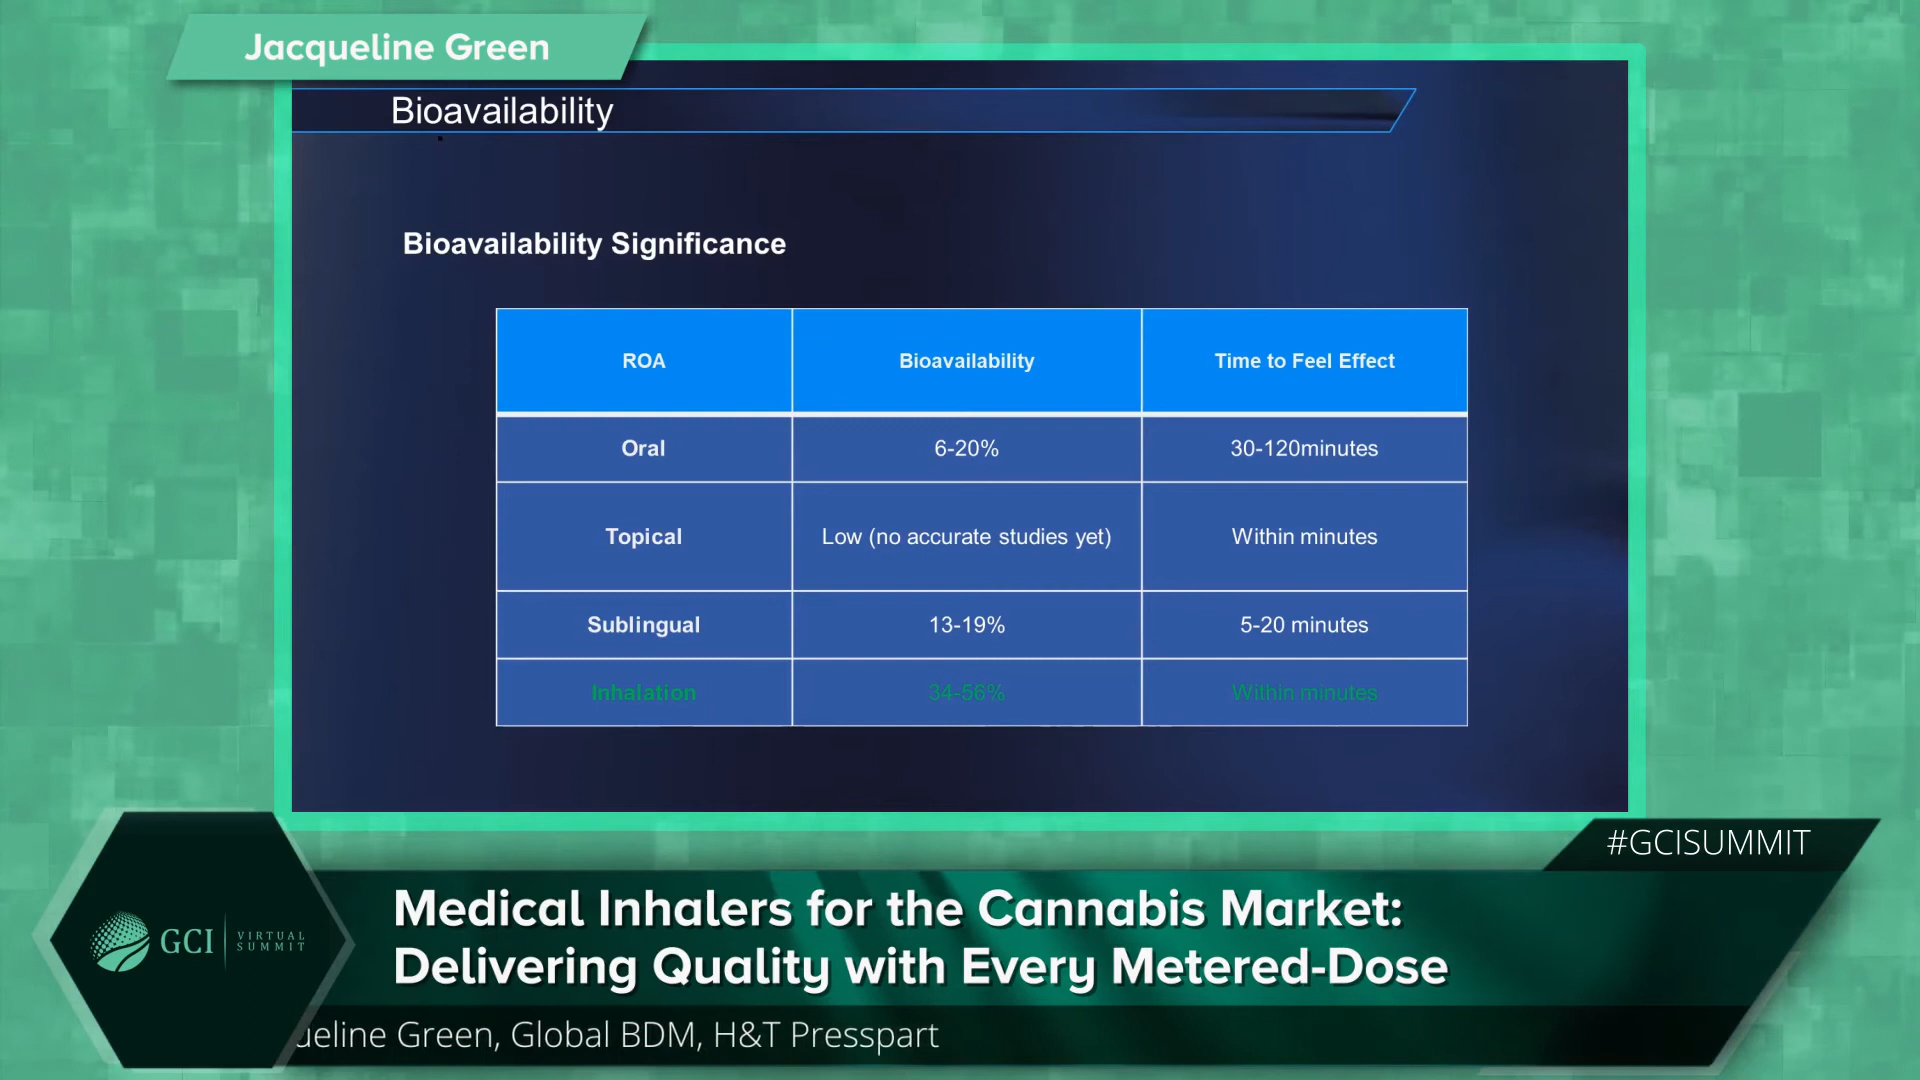 Jacqueline Green
Bioavailability
Bioavailability Significance
ROA Bioavailability Time to Feel Effect
Oral 6-20% 30-120minutes
Topical Low (no accurate studies yet) Within minutes
Sublingual 13-19% 5-20 minutes
Inhalation 34-56% Within minutes
#GCISUMMIT
Medical Inhalers for the Cannabis Market:
Delivering Quality with Every Metered-Dose
GCI VIRTUAL
SUMMIT
ueline Green, Global BDM, H&T Presspart